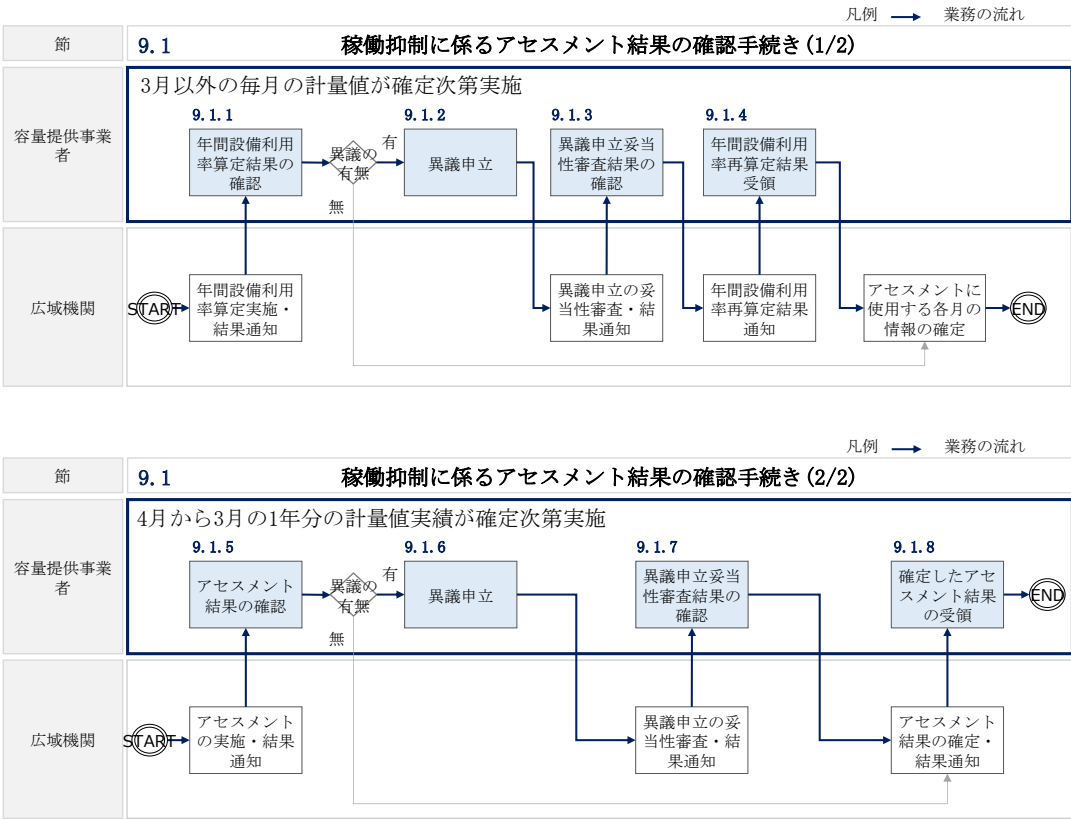 凡例 業務の流れ
節
9.1 稼働抑制に係るアセスメント結果の確認手続き(1/2)
容量提供事業
者
3月以外の毎月の計量値が確定次第実施
9.1.1
年間設備利用
率算定結果の
確認
異議の
有無
有
無
9.1.2
異議申立
9.1.3
異議申立妥当
性審査結果の
確認
9.1.4
年間設備利用
率再算定結果
受領
広域機関
START
年間設備利用
率算定実施・
結果通知
異議申立の妥
当性審査・結
果通知
年間設備利用
率再算定結果
通知
アセスメントに
使用する各月の
情報の確定
END
凡例 業務の流れ
節
9.1 稼働抑制に係るアセスメント結果の確認手続き(2/2)
容量提供事業
者
4月から3月の1年分の計量値実績が確定次第実施
9.1.5
アセスメント
結果の確認
異議の
有無
有
無
9.1.6
異議申立
9.1.7
異議申立妥当
性審査結果の
確認
9.1.8
確定したアセ
スメント結果
の受領
END
広域機関
START
アセスメント
の実施・結果
通知
異議申立の妥
当性審査・結
果通知
アセスメント
結果の確定・
結果通知